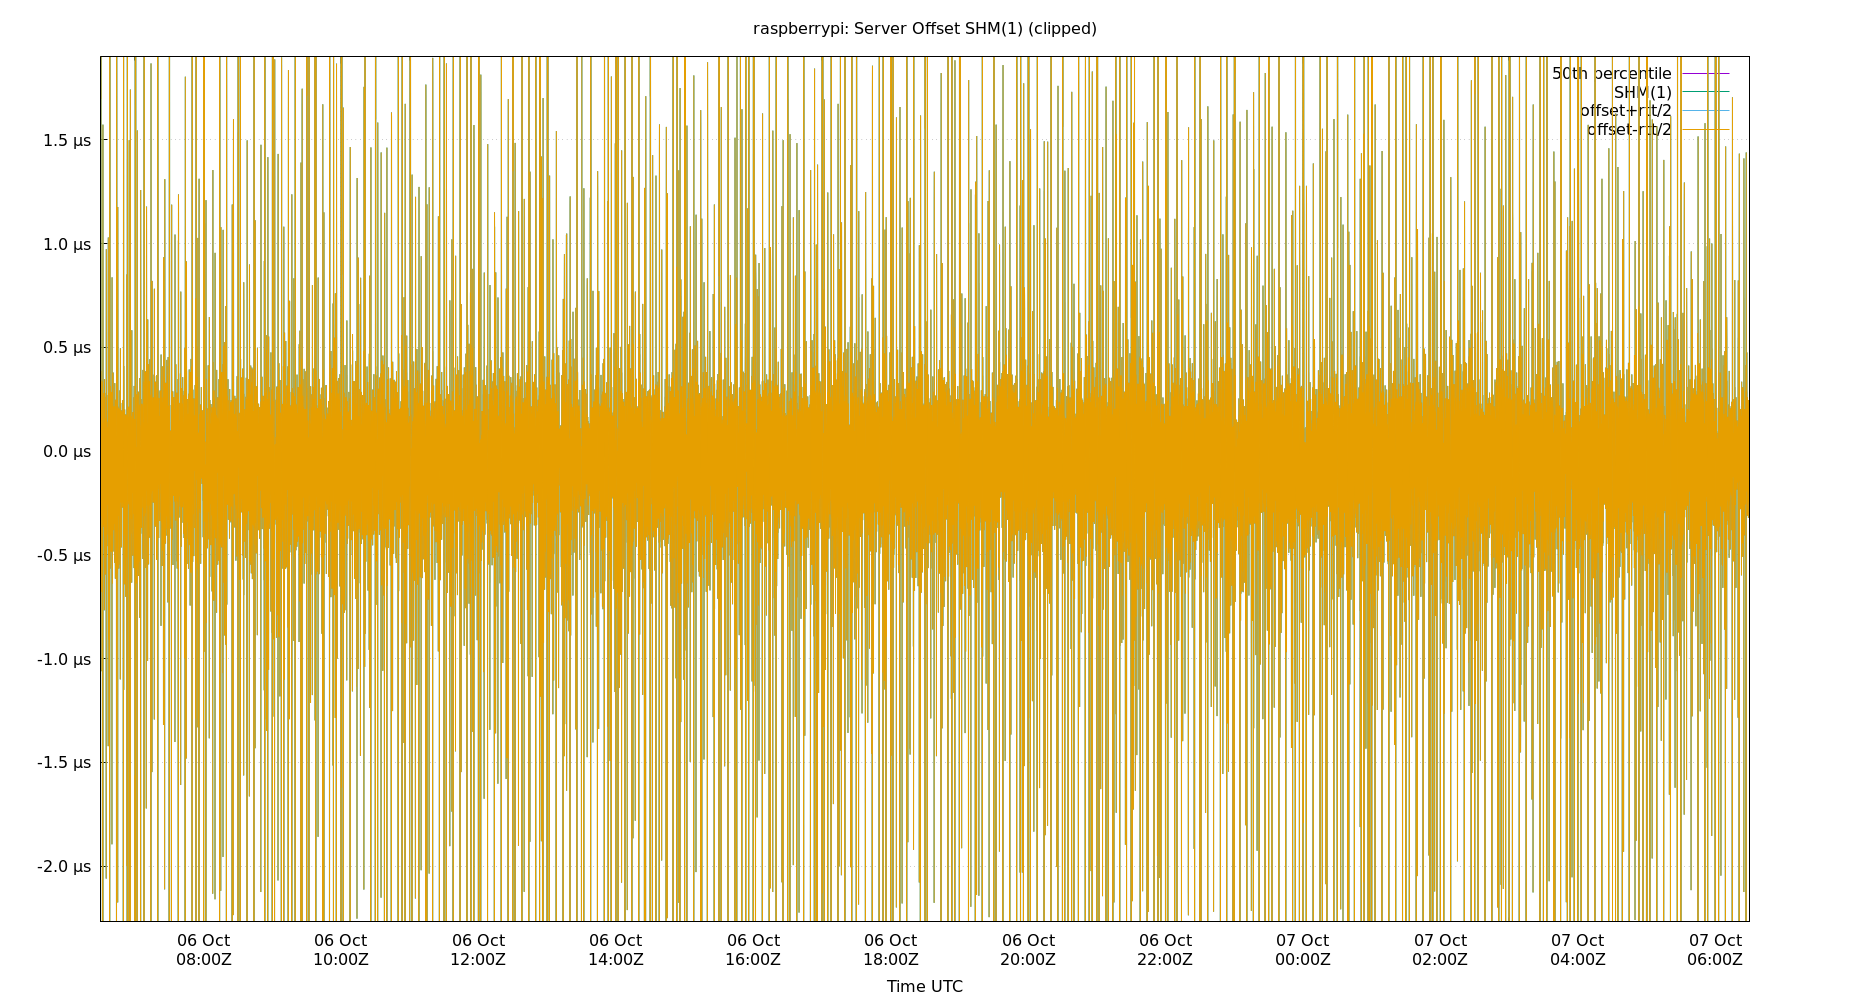 raspberrypi: Server Offset SHM(1) (clipped)
50th percentile
SHM(1)
offset+rtt/2
offset-rtt/2
1.5 µs
1.0 µs
0.5 µs
0.0 µs
-0.5 µs
-1.0 µs
-1.5 µs
-2.0 µs
06 Oct 06 Oct 06 Oct 06 Oct 06 Oct 06 Oct 06 Oct 06 Oct 07 Oct 07 Oct 07 Oct 07 Oct
08:00Z 10:00Z 12:00Z 14:00Z 16:00Z 18:00Z 20:00Z 22:00Z 00:00Z 02:00Z 04:00Z 06:00Z
Time UTC